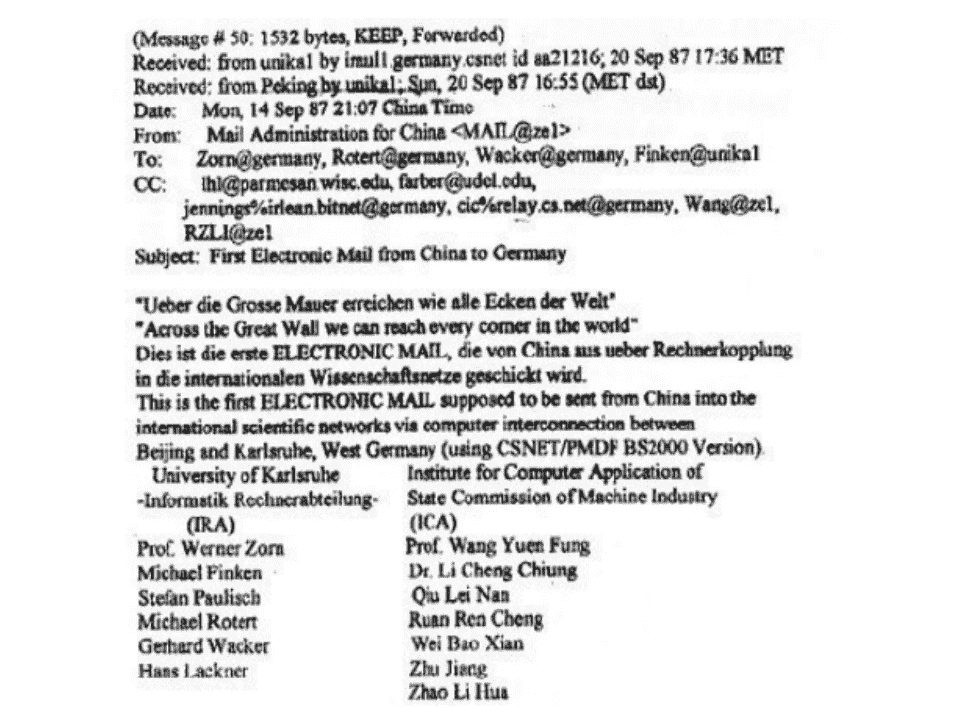 (Message # 50: 1532 bytes, KEEP, Forwarded)
Received: from unika1 by iraul1.germany.csnet id aa21216; 20 Sep 87 17:36 MET
Received: from Peking by unika1; Sun, 20 Sep 87 16:55 (MET dst)
Date: Mon, 14 Sep 87 21:07 China Time
From: Mail Administration for China <MAIL@ze1>
To: Zorn@germany, Rotert@germany, Wacker@germany, Finken@unika1
CC: lhl@parmesan.wisc.edu, farber@udel.edu,
jennings%irlean.bitnet@germany, cic%relay.cs.net@germany, Wang@ze1,
RZLI@ze1
Subject: First Electronic Mail from China to Germany
"Ueber die Grosse Mauer erreichen wie alle Ecken der Welt"
"Across the Great Wall we can reach every corner in the world"
Dies ist die erste ELECTRONIC MAIL, die von China aus ueber Rechnerkopplung
in die internationalen Wissenschaftsnetze geschickt wird.
This is the first ELECTRONIC MAIL supposed to be sent from China into the
international scientific networks via computer interconnection between
Beijing and Karlsruhe, West Germany (using CSNET/PMDF BS2000 Version).
University of Karlsruhe Institute for Computer Application of
-Informatik Rechnerabteilung- State Commission of Machine Industry
(IRA) (ICA)
Prof. Werner Zorn Prof. Wang Yuen Fung
Michael Finken Dr. Li Cheng Chiung
Stefan Paulisch Qiu Lei Nan
Michael Rotert Ruan Ren Cheng
Gerhard Wacker Wei Bao Xian
Hans Lackner Zhu Jiang
Zhao Li Hua